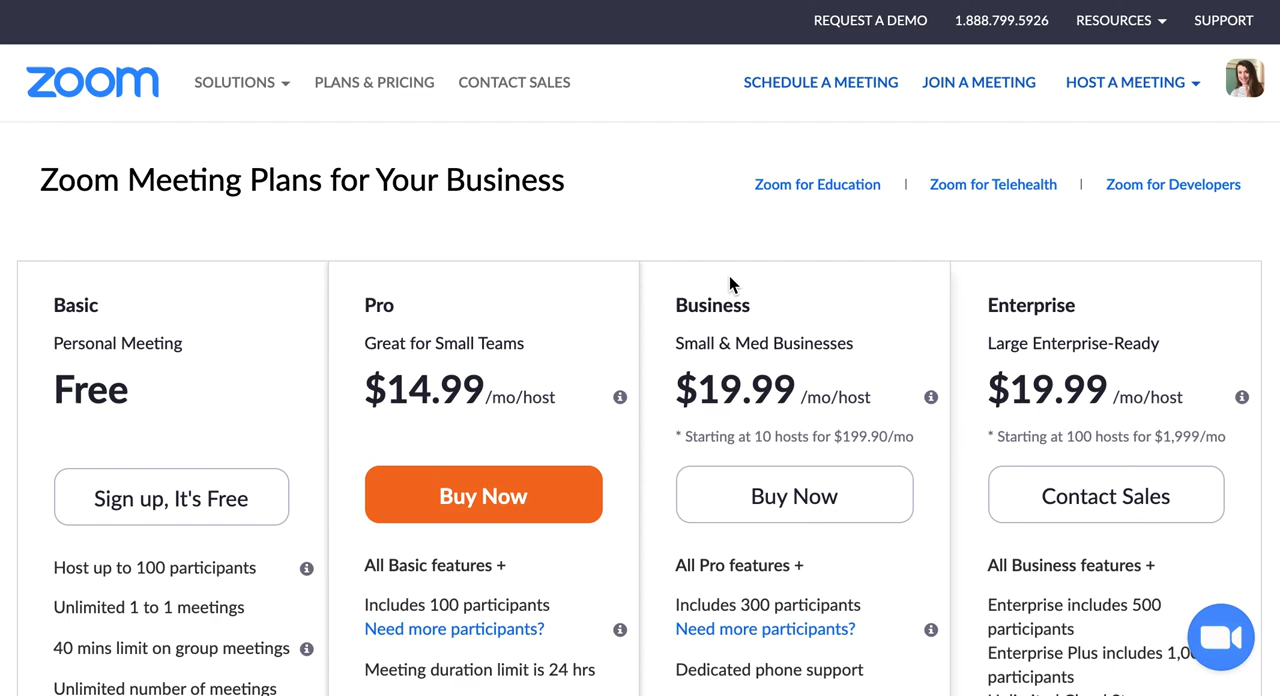 REQUEST A DEMO 1.888.799.5926 RESOURCES SUPPORT
zoom SOLUTIONS PLANS & PRICING CONTACT SALES SCHEDULE A MEETING JOIN A MEETING HOST A MEETING
Zoom Meeting Plans for Your Business
Zoom for Education | Zoom for Telehealth | Zoom for Developers
Basic
Personal Meeting
Free
Sign up, It's Free
Host up to 100 participants
Unlimited 1 to 1 meetings
40 mins limit on group meetings
Unlimited number of meetings
Pro
Great for Small Teams
$14.99 /mo/host
Buy Now
All Basic features +
Includes 100 participants
Need more participants?
Meeting duration limit is 24 hrs
Business
Small & Med Businesses
$19.99 /mo/host
* Starting at 10 hosts for $199.90/mo
Buy Now
All Pro features +
Includes 300 participants
Need more participants?
Dedicated phone support
Enterprise
Large Enterprise-Ready
$19.99 /mo/host
* Starting at 100 hosts for $1,999/mo
Contact Sales
All Business features +
Enterprise includes 500
participants
Enterprise Plus includes
participants